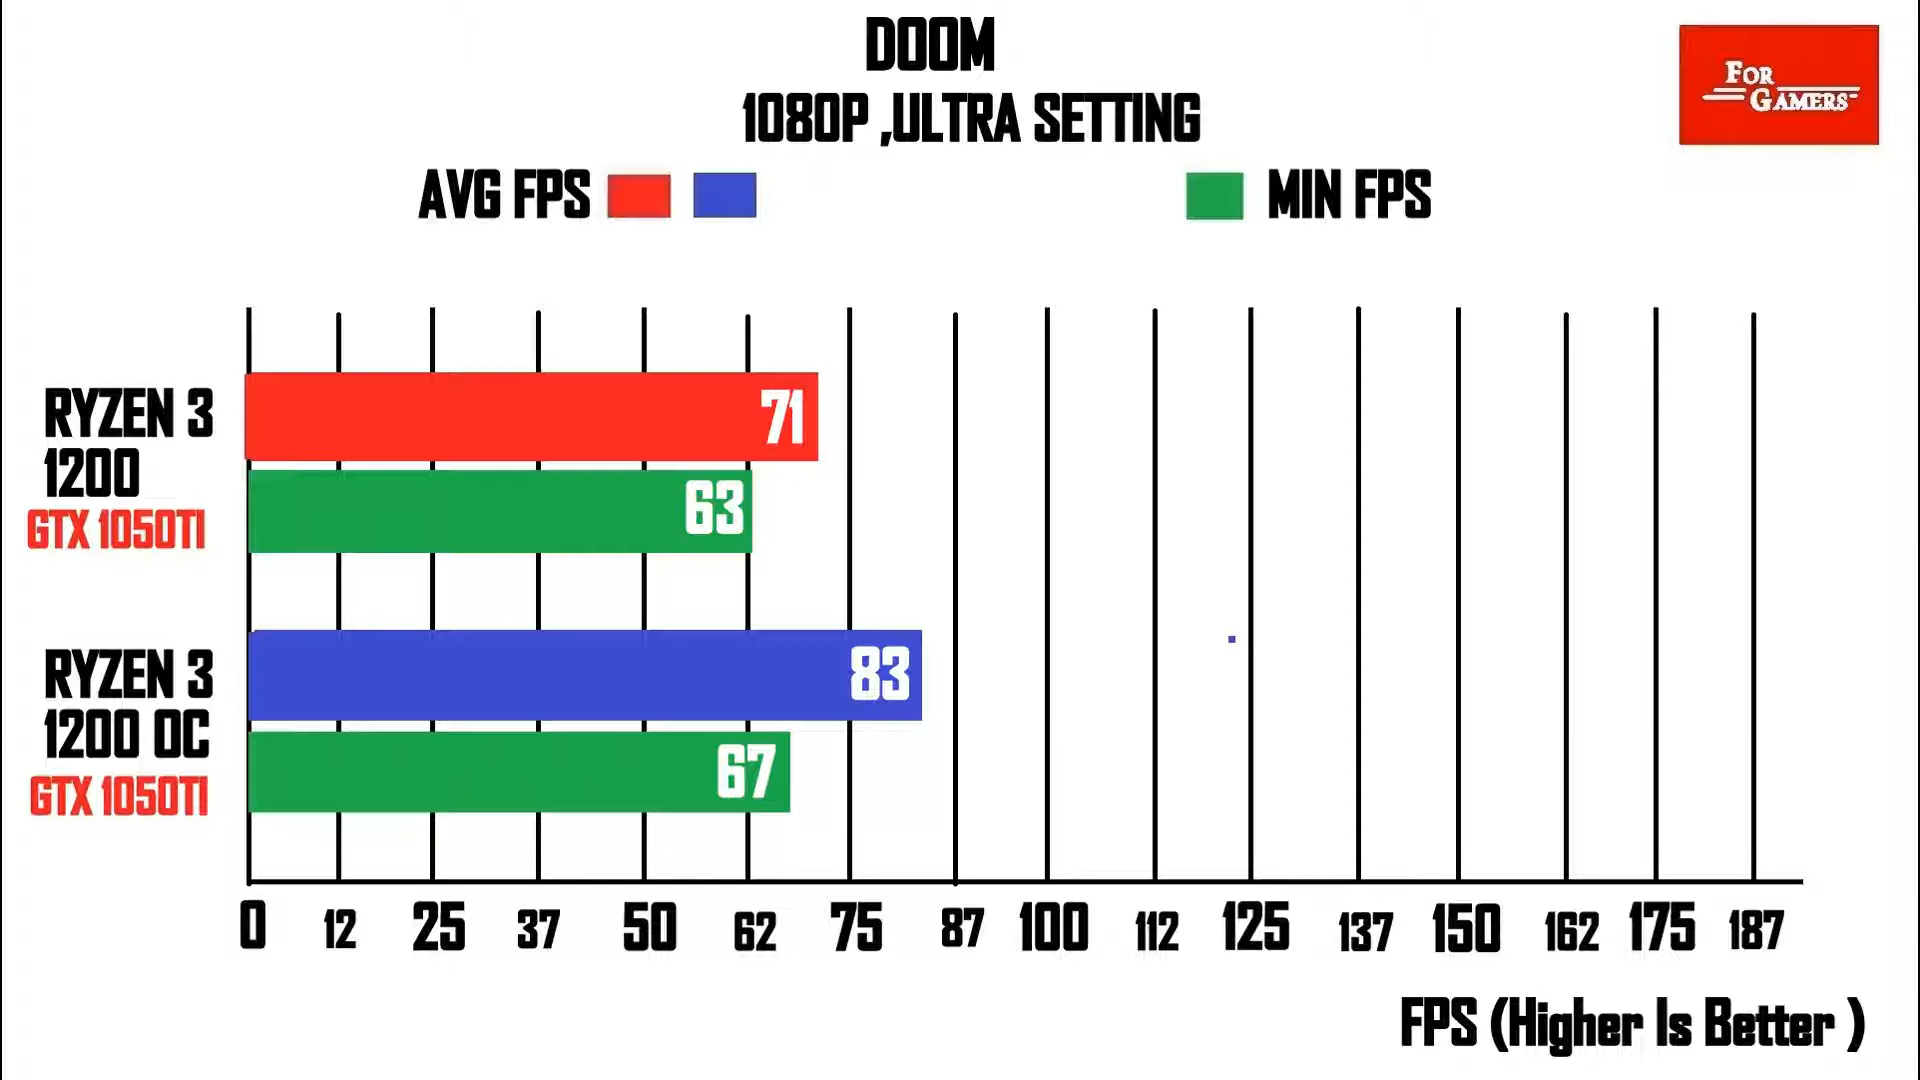 DOOM
1080P ,ULTRA SETTING
FOR
GAMERS
AVG FPS
MIN FPS
RYZEN 3
1200
GTX 1050TI
71
63
RYZEN 3
1200 OC
GTX 1050TI
83
67
0 12 25 37 50 62 75 87 100 112 125 137 150 162 175 187
FPS (Higher Is Better )